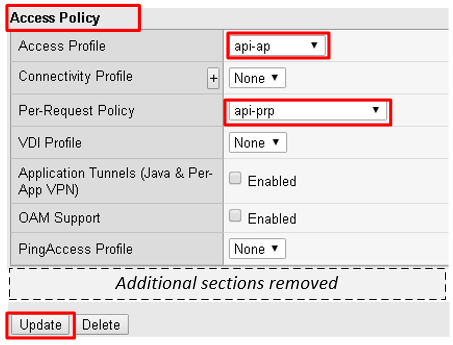 Access Policy
Access Profile api-ap
Connectivity Profile + None
Per-Request Policy api-prp
VDI Profile None
Application Tunnels (Java & Per-
App VPN) Enabled
OAM Support Enabled
PingAccess Profile None
Additional sections removed
Update Delete